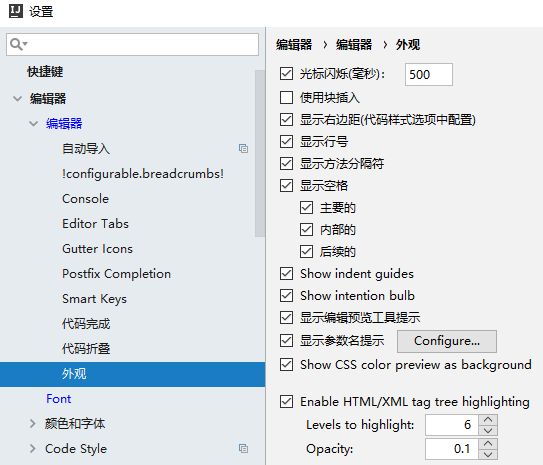 设置
快捷键
编辑器
编辑器
自动导入
!configurable.breadcrumbs!
Console
Editor Tabs
Gutter Icons
Postfix Completion
Smart Keys
代码完成
代码折叠
外观
Font
颜色和字体
Code Style
编辑器 › 编辑器 › 外观
光标闪烁(毫秒): 500
使用块插入
显示右边距(代码样式选项中配置)
显示行号
显示方法分隔符
显示空格
主要的
内部的
后续的
Show indent guides
Show intention bulb
显示编辑预览工具提示
显示参数名提示 Configure...
Show CSS color preview as background
Enable HTML/XML tag tree highlighting
Levels to highlight: 6
Opacity: 0.1